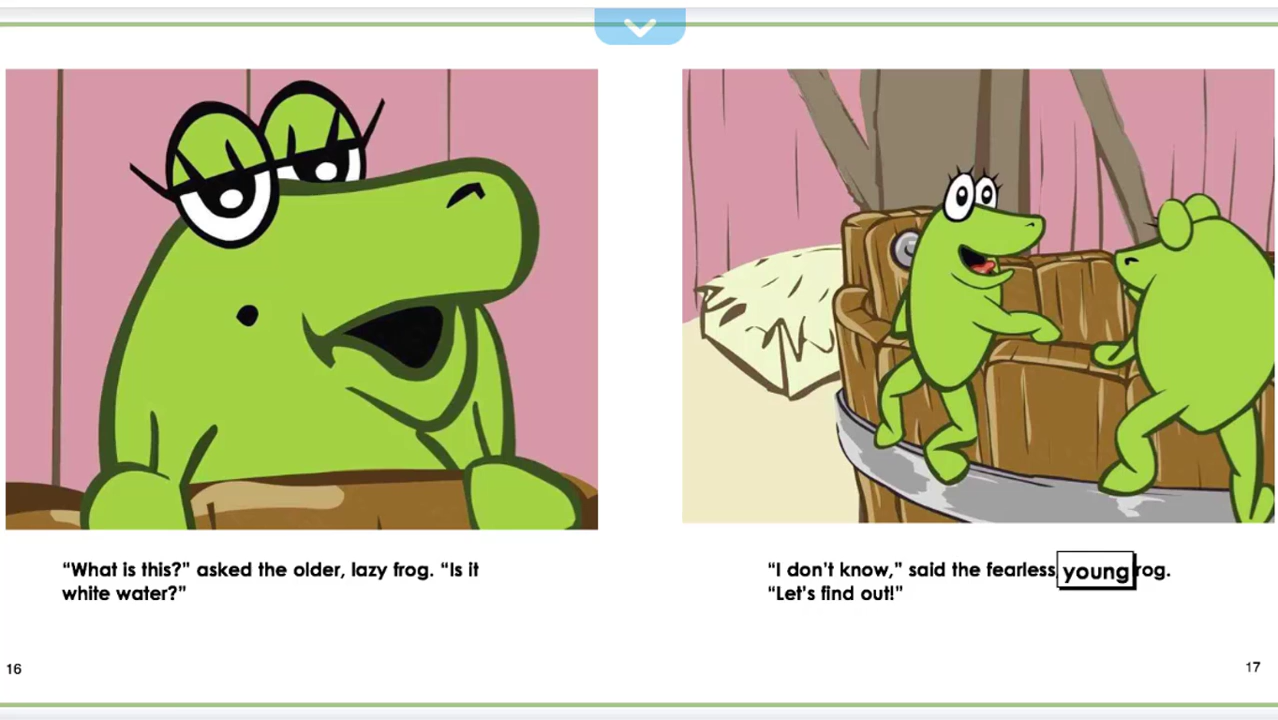 “What is this?” asked the older, lazy frog. “Is it
white water?”
“I don’t know,” said the fearless young rog.
“Let’s find out!”
16
17